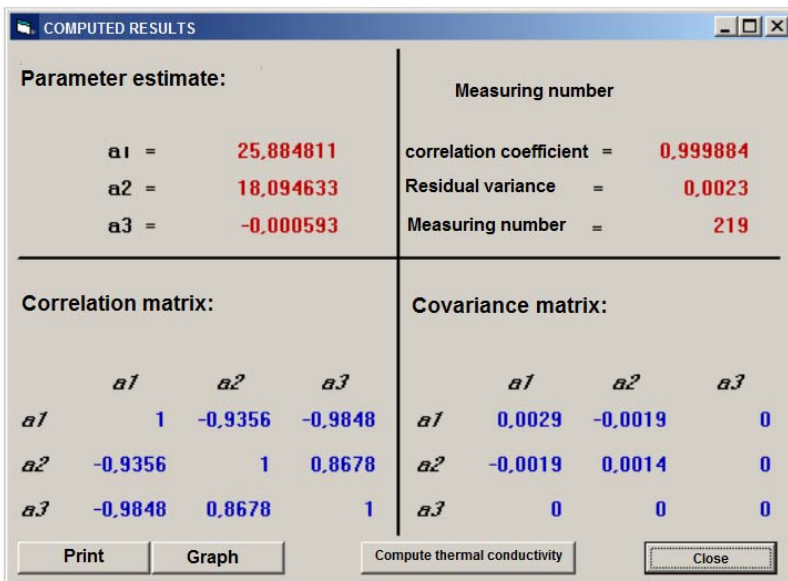 COMPUTED RESULTS
Parameter estimate:
a1 = 25,884811
a2 = 18,094633
a3 = -0,000593
Measuring number
correlation coefficient = 0,999884
Residual variance = 0,0023
Measuring number = 219
Correlation matrix:
a1 a2 a3
a1 1 -0,9356 -0,9848
a2 -0,9356 1 0,8678
a3 -0,9848 0,8678 1
Covariance matrix:
a1 a2 a3
a1 0,0029 -0,0019 0
a2 -0,0019 0,0014 0
a3 0 0 0
Print
Graph
Compute thermal conductivity
Close